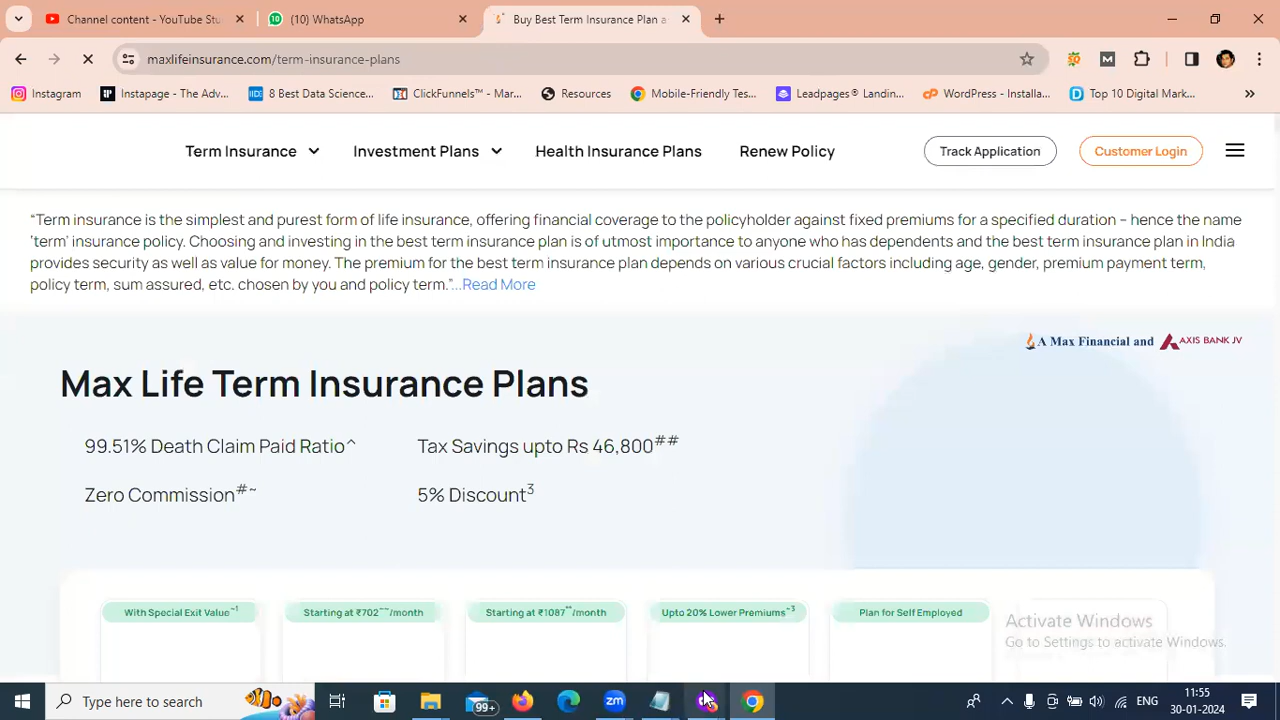 Channel content - YouTube Stu
(10) WhatsApp
Buy Best Term Insurance Plan a
maxlifeinsurance.com/term-insurance-plans
Instagram
Instapage - The Adv...
8 Best Data Science...
ClickFunnels™ - Mar...
Resources
Mobile-Friendly Tes...
Leadpages® Landin...
WordPress - Installa...
Top 10 Digital Mark...
Term Insurance
Investment Plans
Health Insurance Plans
Renew Policy
Track Application
Customer Login
“Term insurance is the simplest and purest form of life insurance, offering financial coverage to the policyholder against fixed premiums for a specified duration – hence the name
‘term’ insurance policy. Choosing and investing in the best term insurance plan is of utmost importance to anyone who has dependents and the best term insurance plan in India
provides security as well as value for money. The premium for the best term insurance plan depends on various crucial factors including age, gender, premium payment term,
policy term, sum assured, etc. chosen by you and policy term.”...Read More
A Max Financial and AXIS BANK JV
Max Life Term Insurance Plans
99.51% Death Claim Paid Ratio^
Tax Savings upto Rs 46,800##
Zero Commission#~
5% Discount3
With Special Exit Value~1
Starting at ₹702~~/month
Starting at ₹1087**/month
Upto 20% Lower Premiums~3
Plan for Self Employed
Activate Windows
Go to Settings to activate Windows.
Type here to search
99+
zm
ENG
11:55
30-01-2024